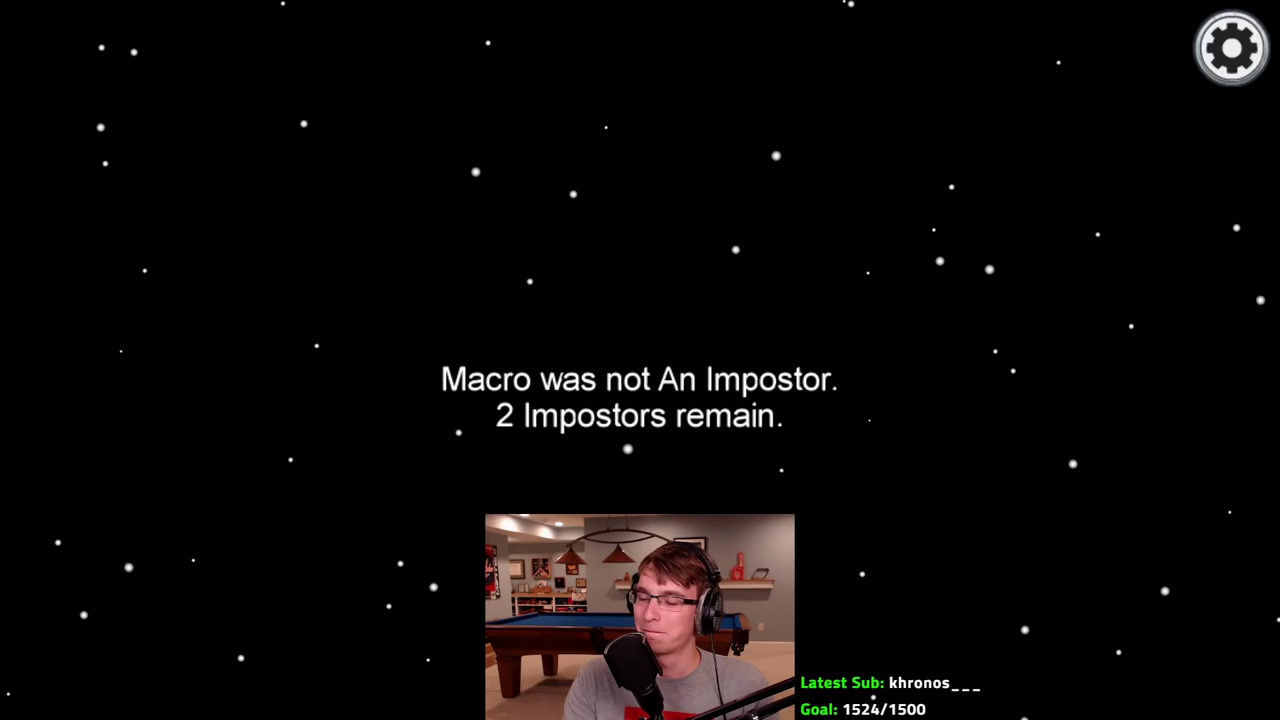 Macro was not An Impostor.
2 Impostors remain.
Latest Sub: khronos___
Goal: 1524/1500